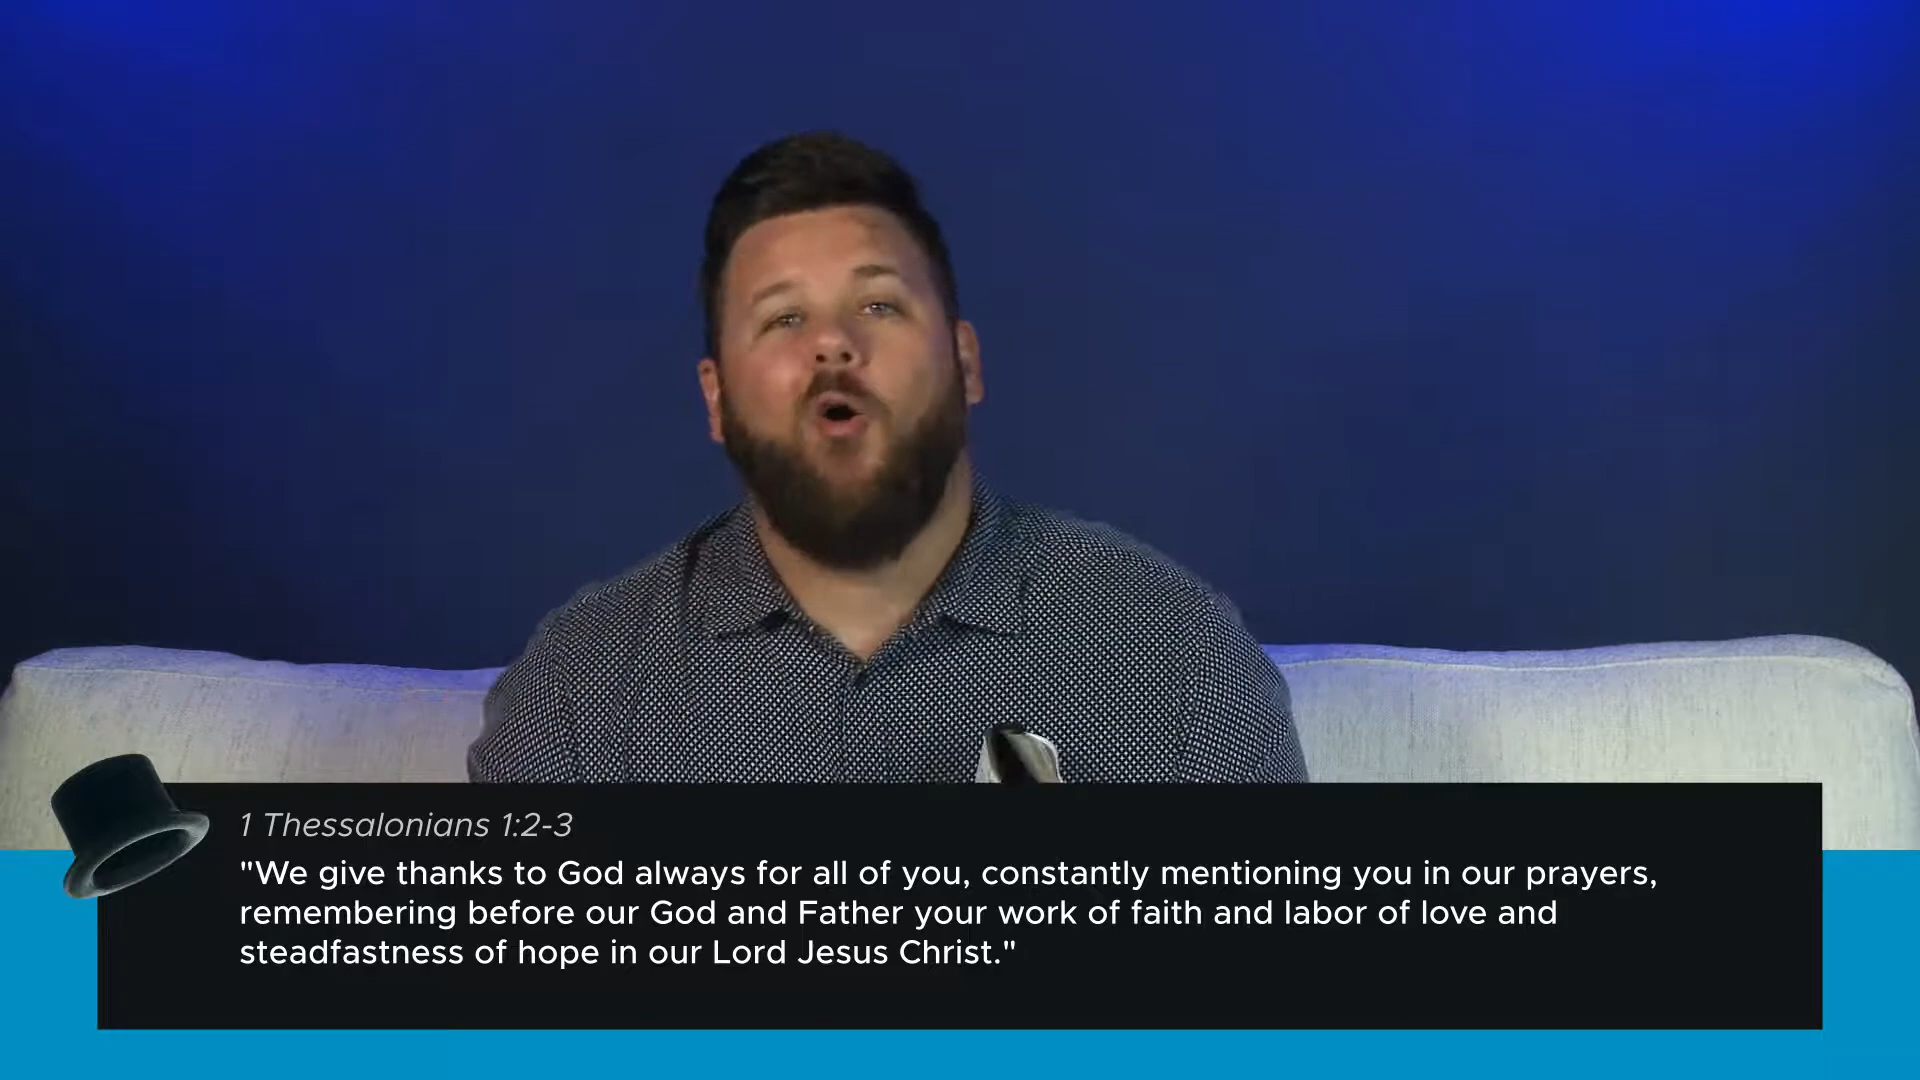 1 Thessalonians 1:2-3
"We give thanks to God always for all of you, constantly mentioning you in our prayers,
remembering before our God and Father your work of faith and labor of love and
steadfastness of hope in our Lord Jesus Christ."